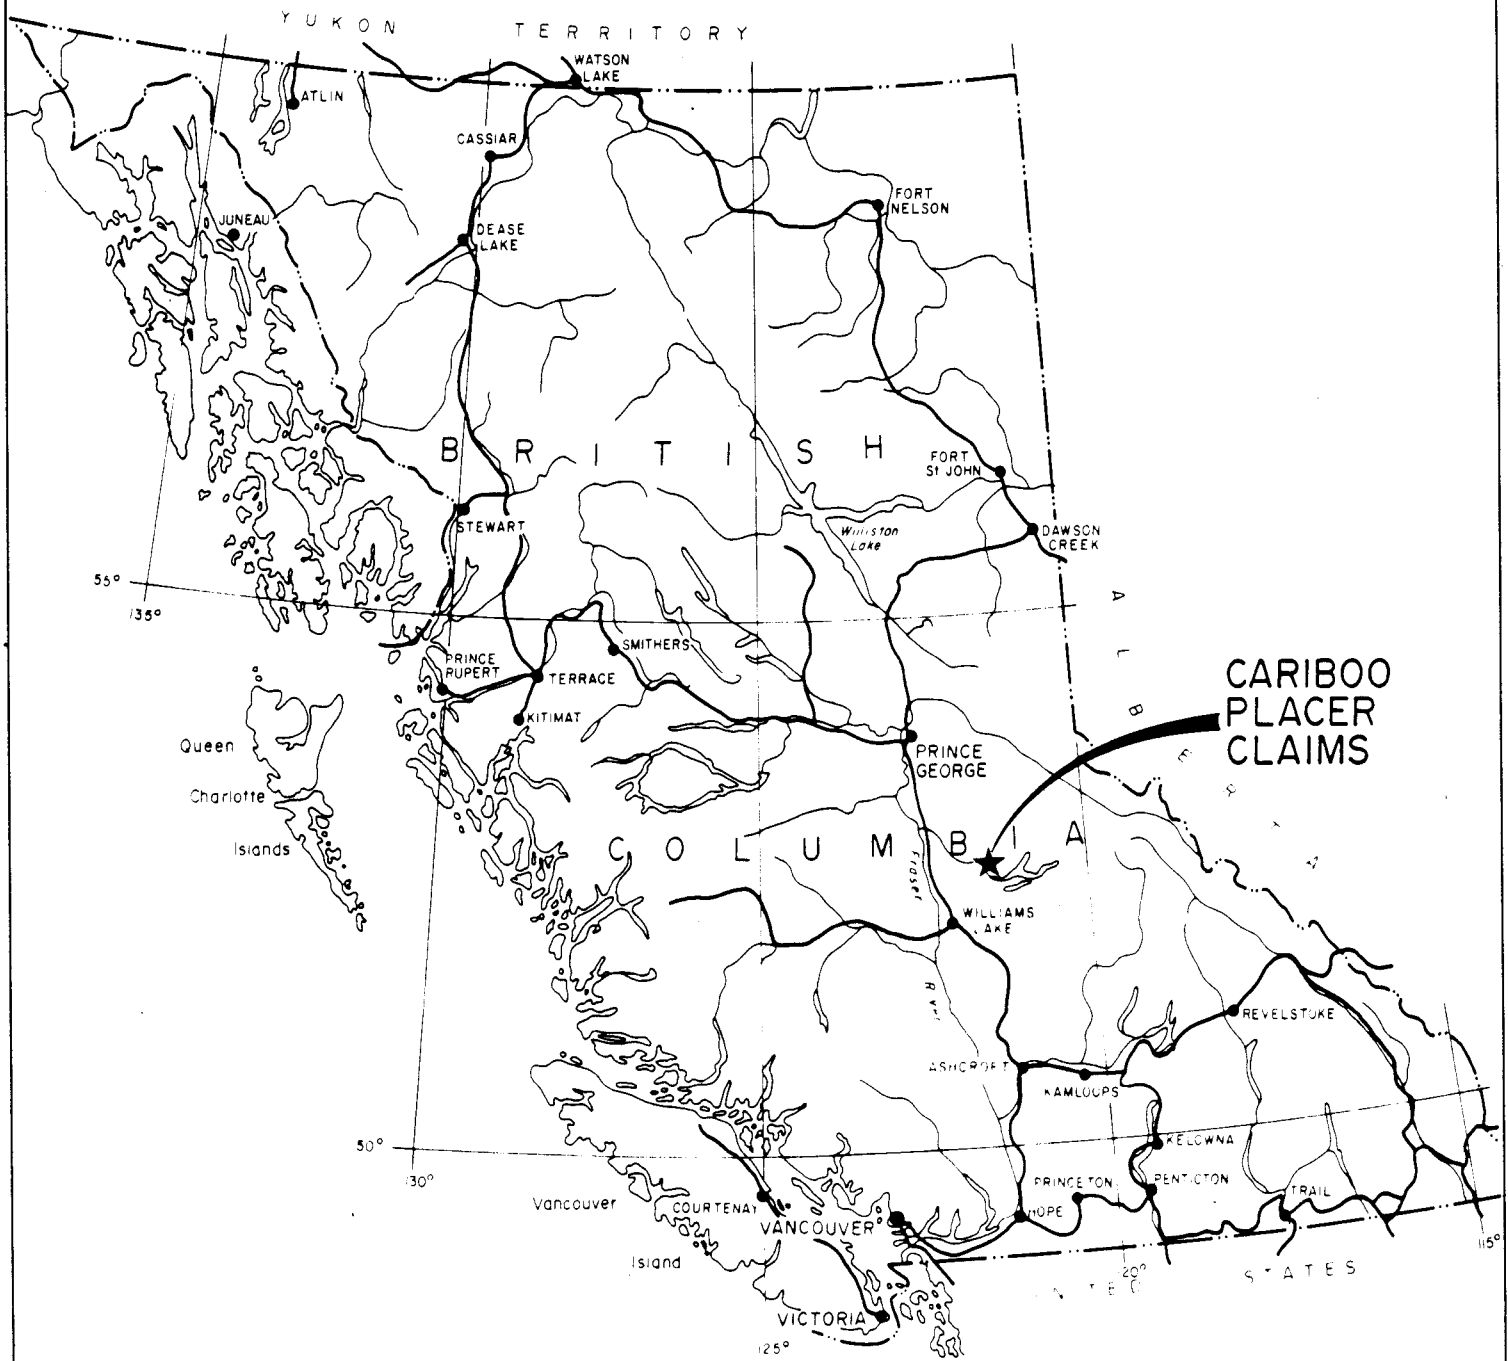 YUKON TERRITORY
WATSON
LAKE
ATLIN
CASSIAR
FORT
NELSON
JUNEAU
DEASE
LAKE
BRITISH
FORT
St JOHN
STEWART
Williston
Lake
DAWSON
CREEK
55°
135°
ALBERTA
SMITHERS
PRINCE
RUPERT
TERRACE
CARIBOO
PLACER
CLAIMS
KITIMAT
Queen
Charlotte
Islands
PRINCE
GEORGE
COLUMBIA
Fraser
WILLIAMS
LAKE
River
REVELSTOKE
ASHCROFT
KAMLOOPS
50°
130°
KELOWNA
PRINCETON
PENTICTON
TRAIL
Vancouver
Island
COURTENAY
VANCOUVER
HOPE
120°
115°
STATES
VICTORIA
125°